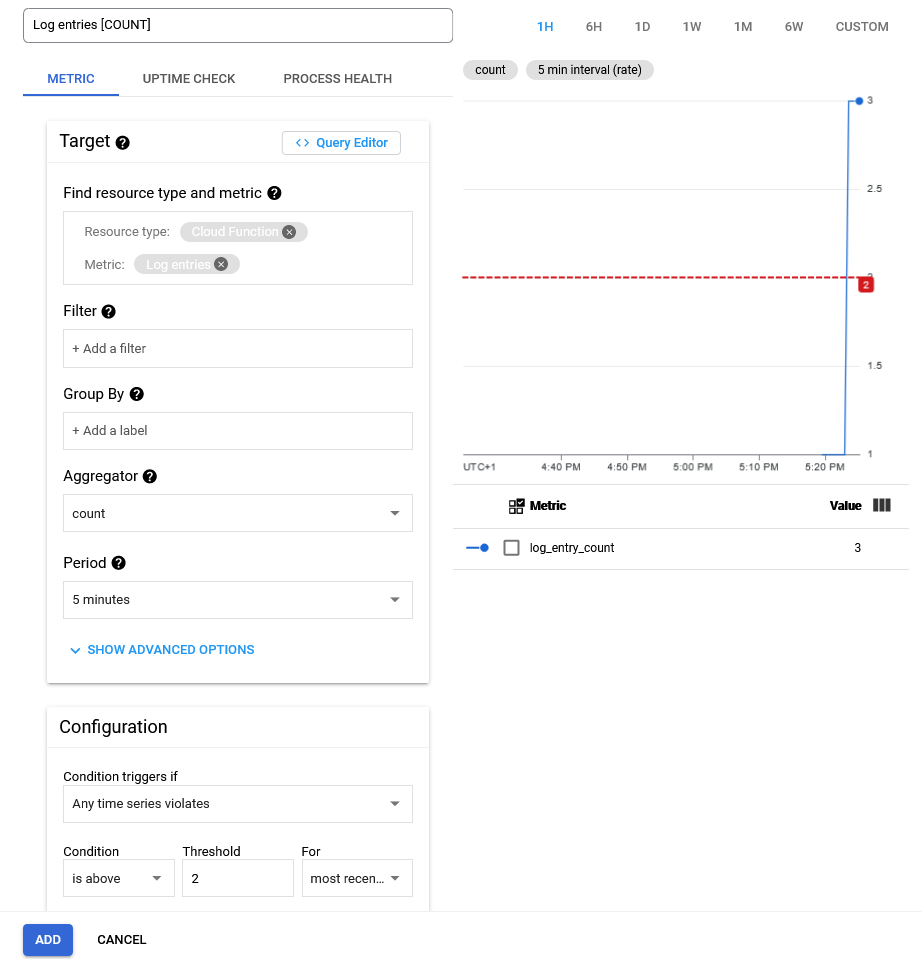 Log entries [COUNT]
METRIC
UPTIME CHECK
PROCESS HEALTH
Target
Query Editor
Find resource type and metric
Resource type:
Cloud Function
Metric:
Log entries
Filter
+ Add a filter
Group By
+ Add a label
Aggregator
count
Period
5 minutes
SHOW ADVANCED OPTIONS
Configuration
Condition triggers if
Any time series violates
Condition
Threshold
For
is above
2
most recen...
ADD
CANCEL
1H
6H
1D
1W
1M
6W
CUSTOM
count
5 min interval (rate)
3
2.5
2
1.5
1
UTC+1
4:40 PM
4:50 PM
5:00 PM
5:10 PM
5:20 PM
Metric
Value
log_entry_count
3